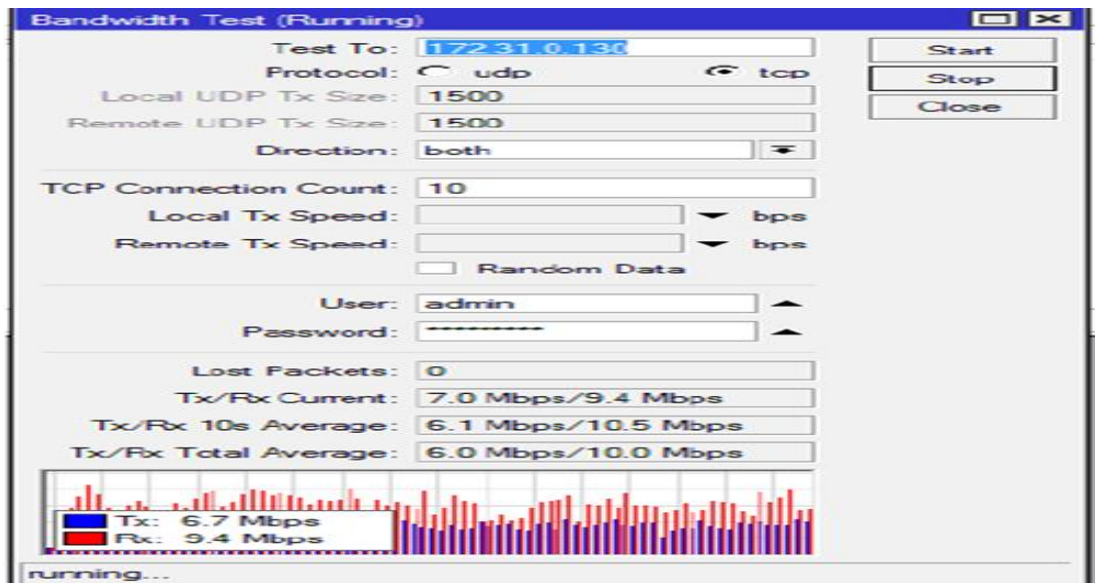 Bandwidth Test (Running)
Test To: 172.31.0.130
Start
Protocol: udp tcp
Stop
Local UDP Tx Size: 1500
Close
Remote UDP Tx Size: 1500
Direction: both
TCP Connection Count: 10
Local Tx Speed: bps
Remote Tx Speed: bps
Random Data
User: admin
Password: *********
Lost Packets: 0
Tx/Rx Current: 7.0 Mbps/9.4 Mbps
Tx/Rx 10s Average: 6.1 Mbps/10.5 Mbps
Tx/Rx Total Average: 6.0 Mbps/10.0 Mbps
Tx: 6.7 Mbps
Rx: 9.4 Mbps
running...